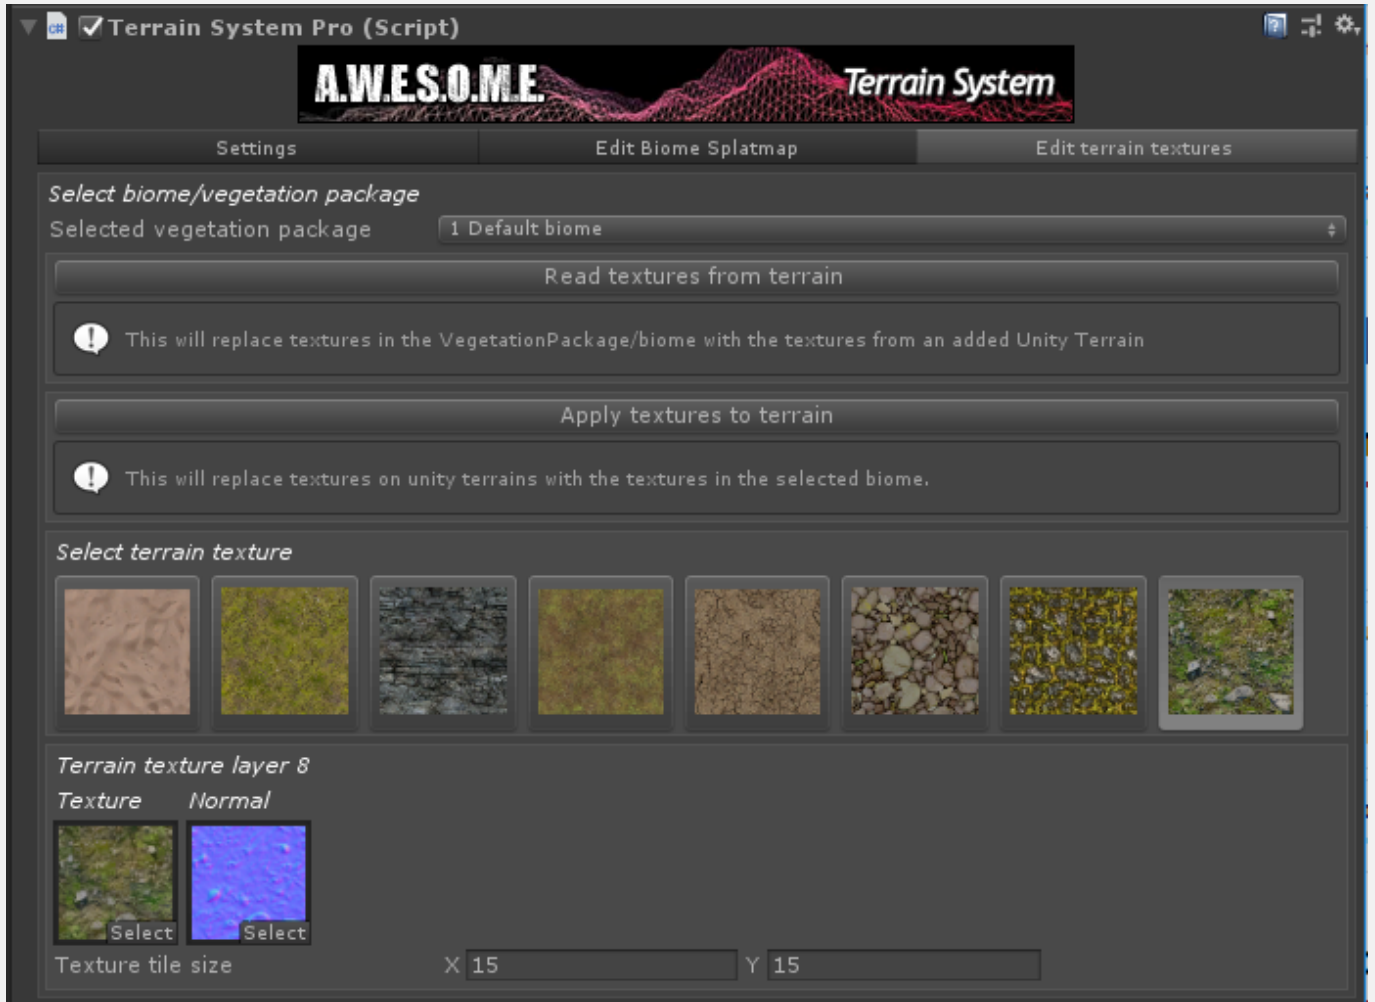 Terrain System Pro (Script)
A.W.E.S.O.M.E. Terrain System
Settings Edit Biome Splatmap Edit terrain textures
Select biome/vegetation package
Selected vegetation package 1 Default biome
Read textures from terrain
This will replace textures in the VegetationPackage/biome with the textures from an added Unity Terrain
Apply textures to terrain
This will replace textures on unity terrains with the textures in the selected biome.
Select terrain texture
Terrain texture layer 8
Texture Normal
Select Select
Texture tile size X 15 Y 15